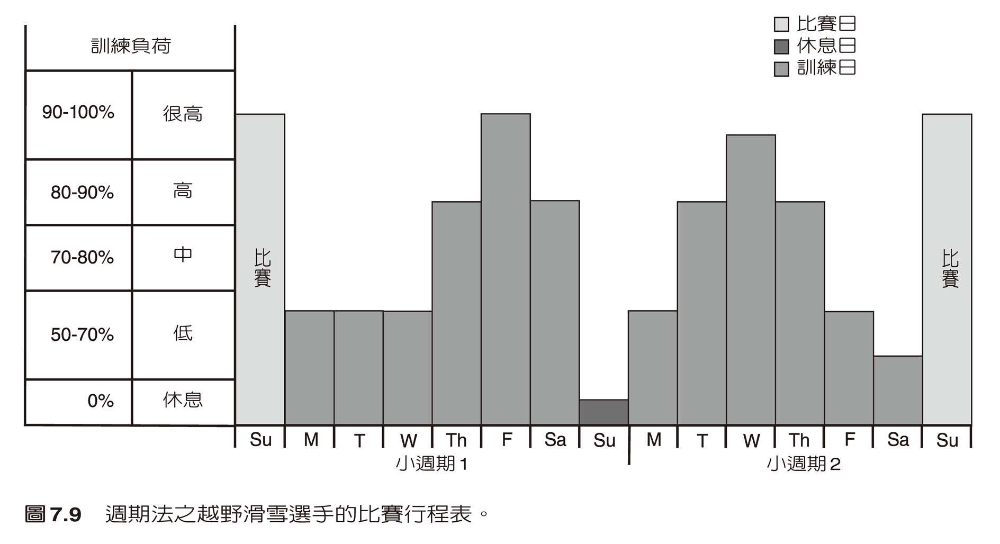 比賽日
休息日
訓練日
訓練負荷
90-100% 很高
80-90% 高
70-80% 中
50-70% 低
0% 休息
比賽
比賽
Su M T W Th F Sa Su M T W Th F Sa Su
小週期 1 小週期 2
圖 7.9 週期法之越野滑雪選手的比賽行程表。